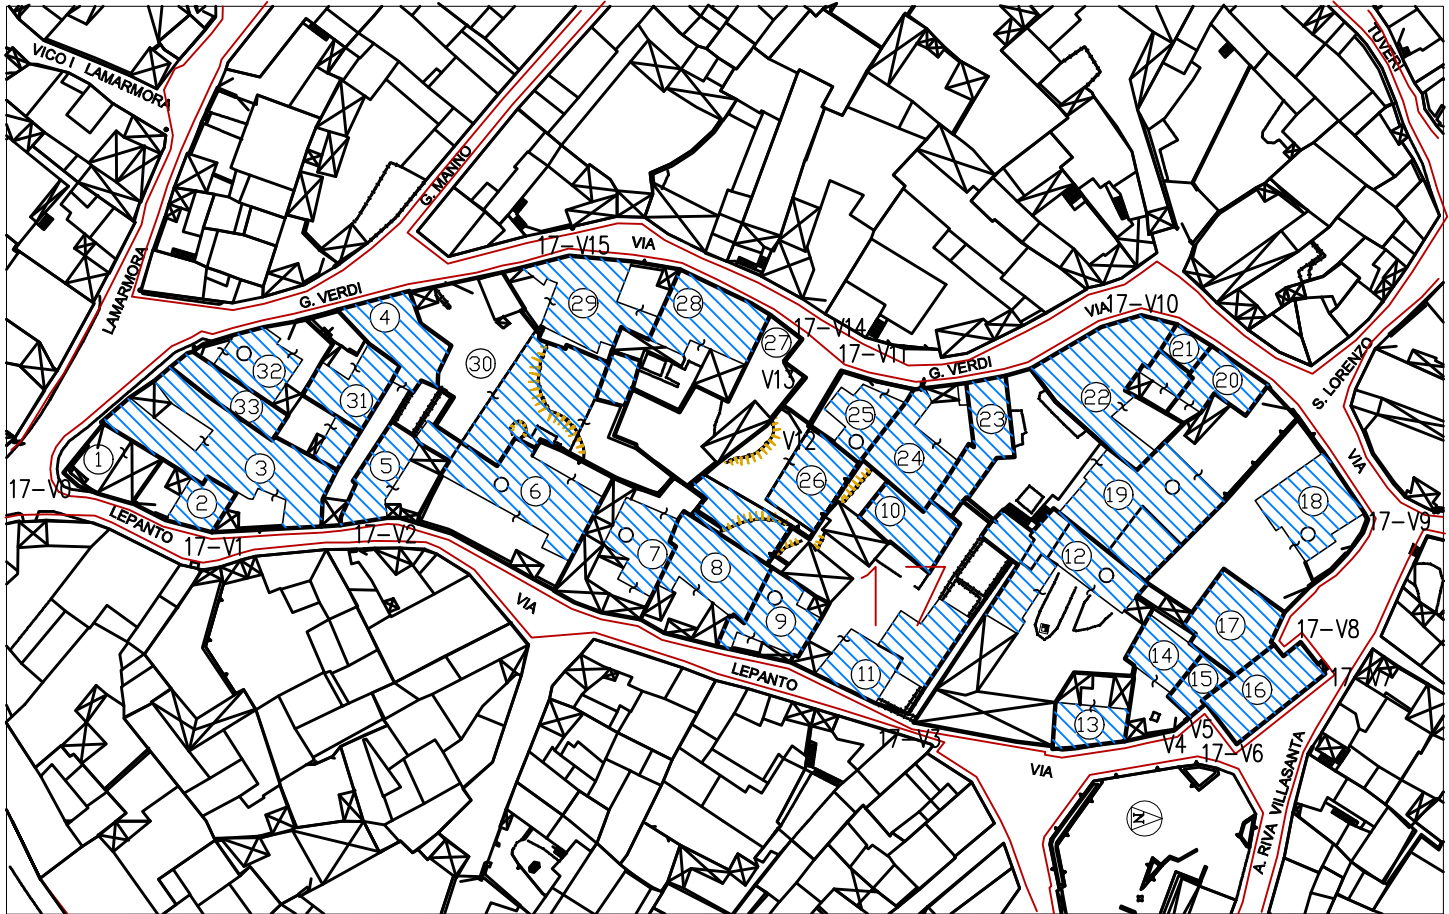 TUVERI
VICO I LAMARMORA
G. MANNO
17-V15
VIA
LAMARMORA
G. VERDI
29
28
4
27
17-V14
17-V11
VIA
17-V10
G. VERDI
S. LORENZO
32
30
31
33
V13
25
23
22
21
20
1
3
5
6
V12
26
24
10
19
18
VIA
17-V0
2
LEPANTO
17-V1
17-V2
7
8
9
12
17-V9
VIA
17
11
LEPANTO
17-V3
13
14
15
16
17
17-V8
17-V7
V4
V5
17-V6
VIA
N
A. RIVA VILLASANTA